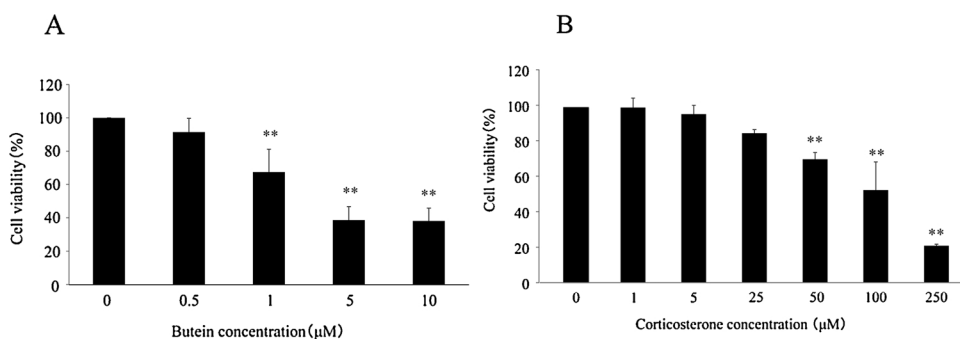 A
Cell viability(%)
120
100
80
60
40
20
0
**
**
**
0 0.5 1 5 10
Butein concentration(μM)
B
Cell viability(%)
120
100
80
60
40
20
0
**
**
**
0 1 5 25 50 100 250
Corticosterone concentration (μM)